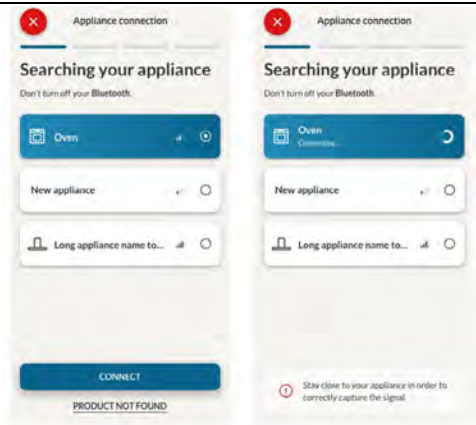 Appliance connection
Searching your appliance
Don't turn off your Bluetooth.
Oven
New appliance
Long appliance name to...
CONNECT
PRODUCT NOT FOUND
Appliance connection
Searching your appliance
Don't turn off your Bluetooth.
Oven
Connecting...
New appliance
Long appliance name to...
Stay close to your appliance in order to
correctly capture the signal